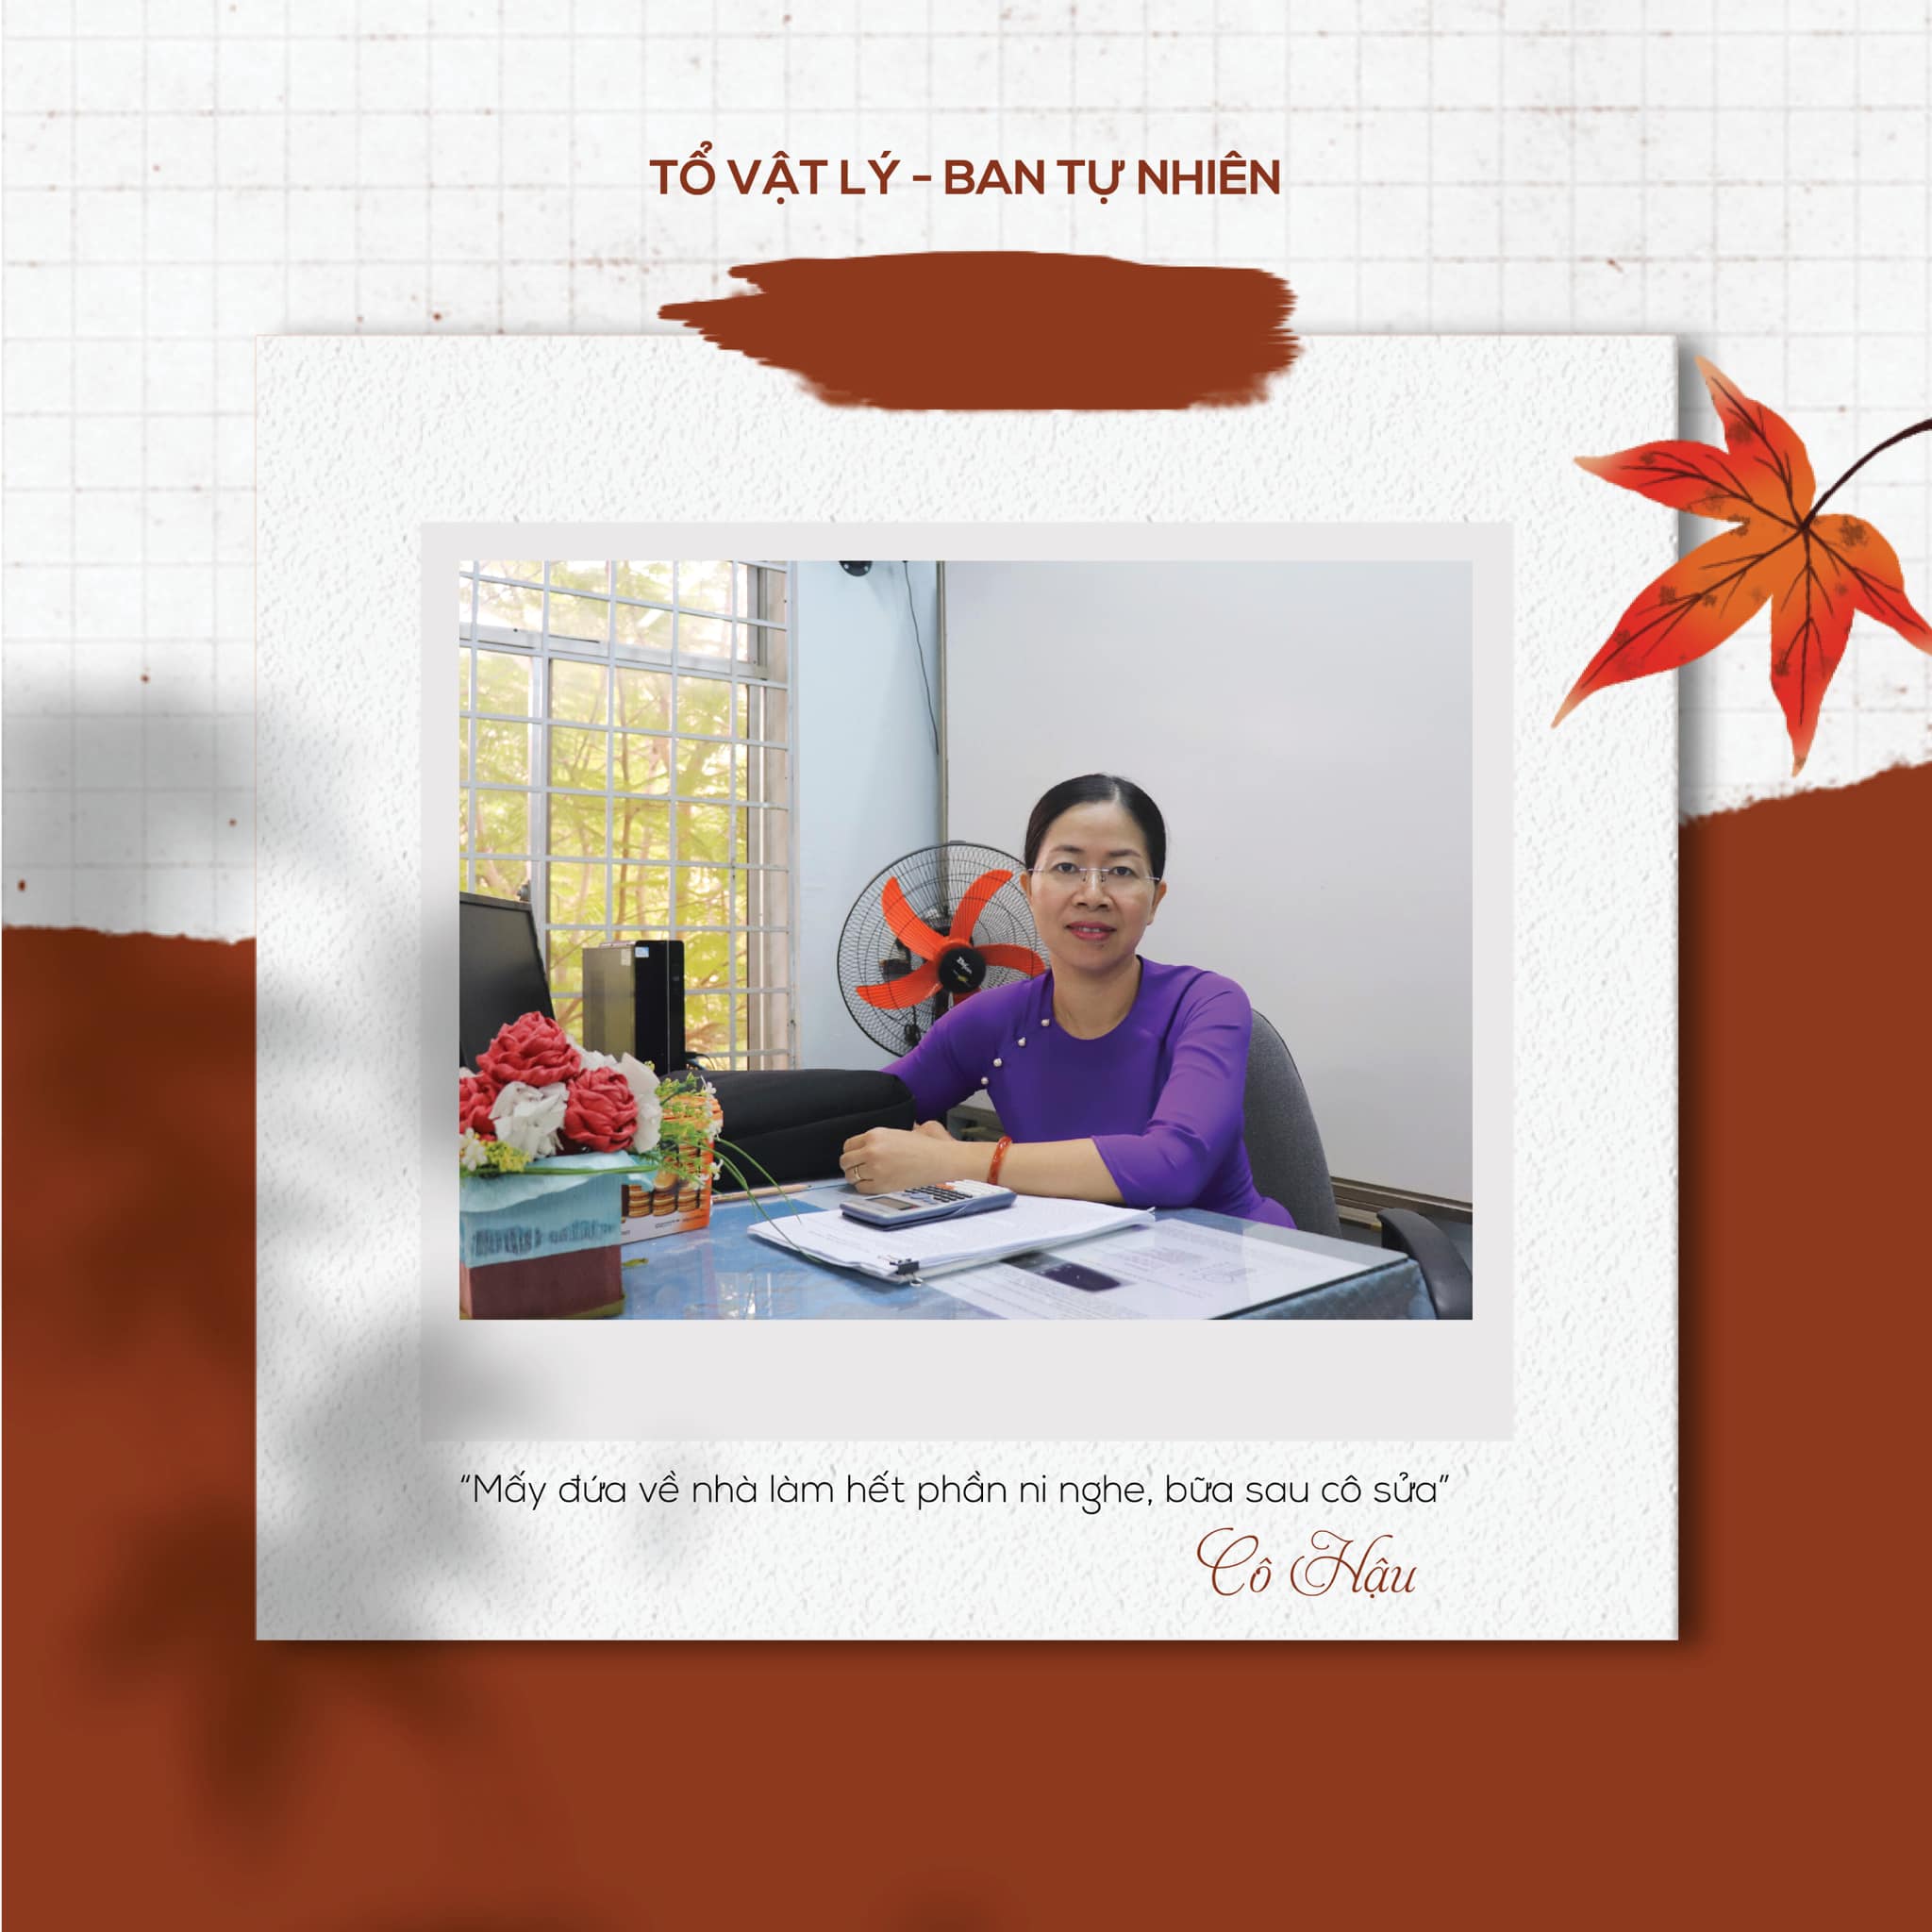 TỔ VẬT LÝ - BAN TỰ NHIÊN
“Mấy đứa về nhà làm hết phần ni nghe, bữa sau cô sửa”
Cô Hậu